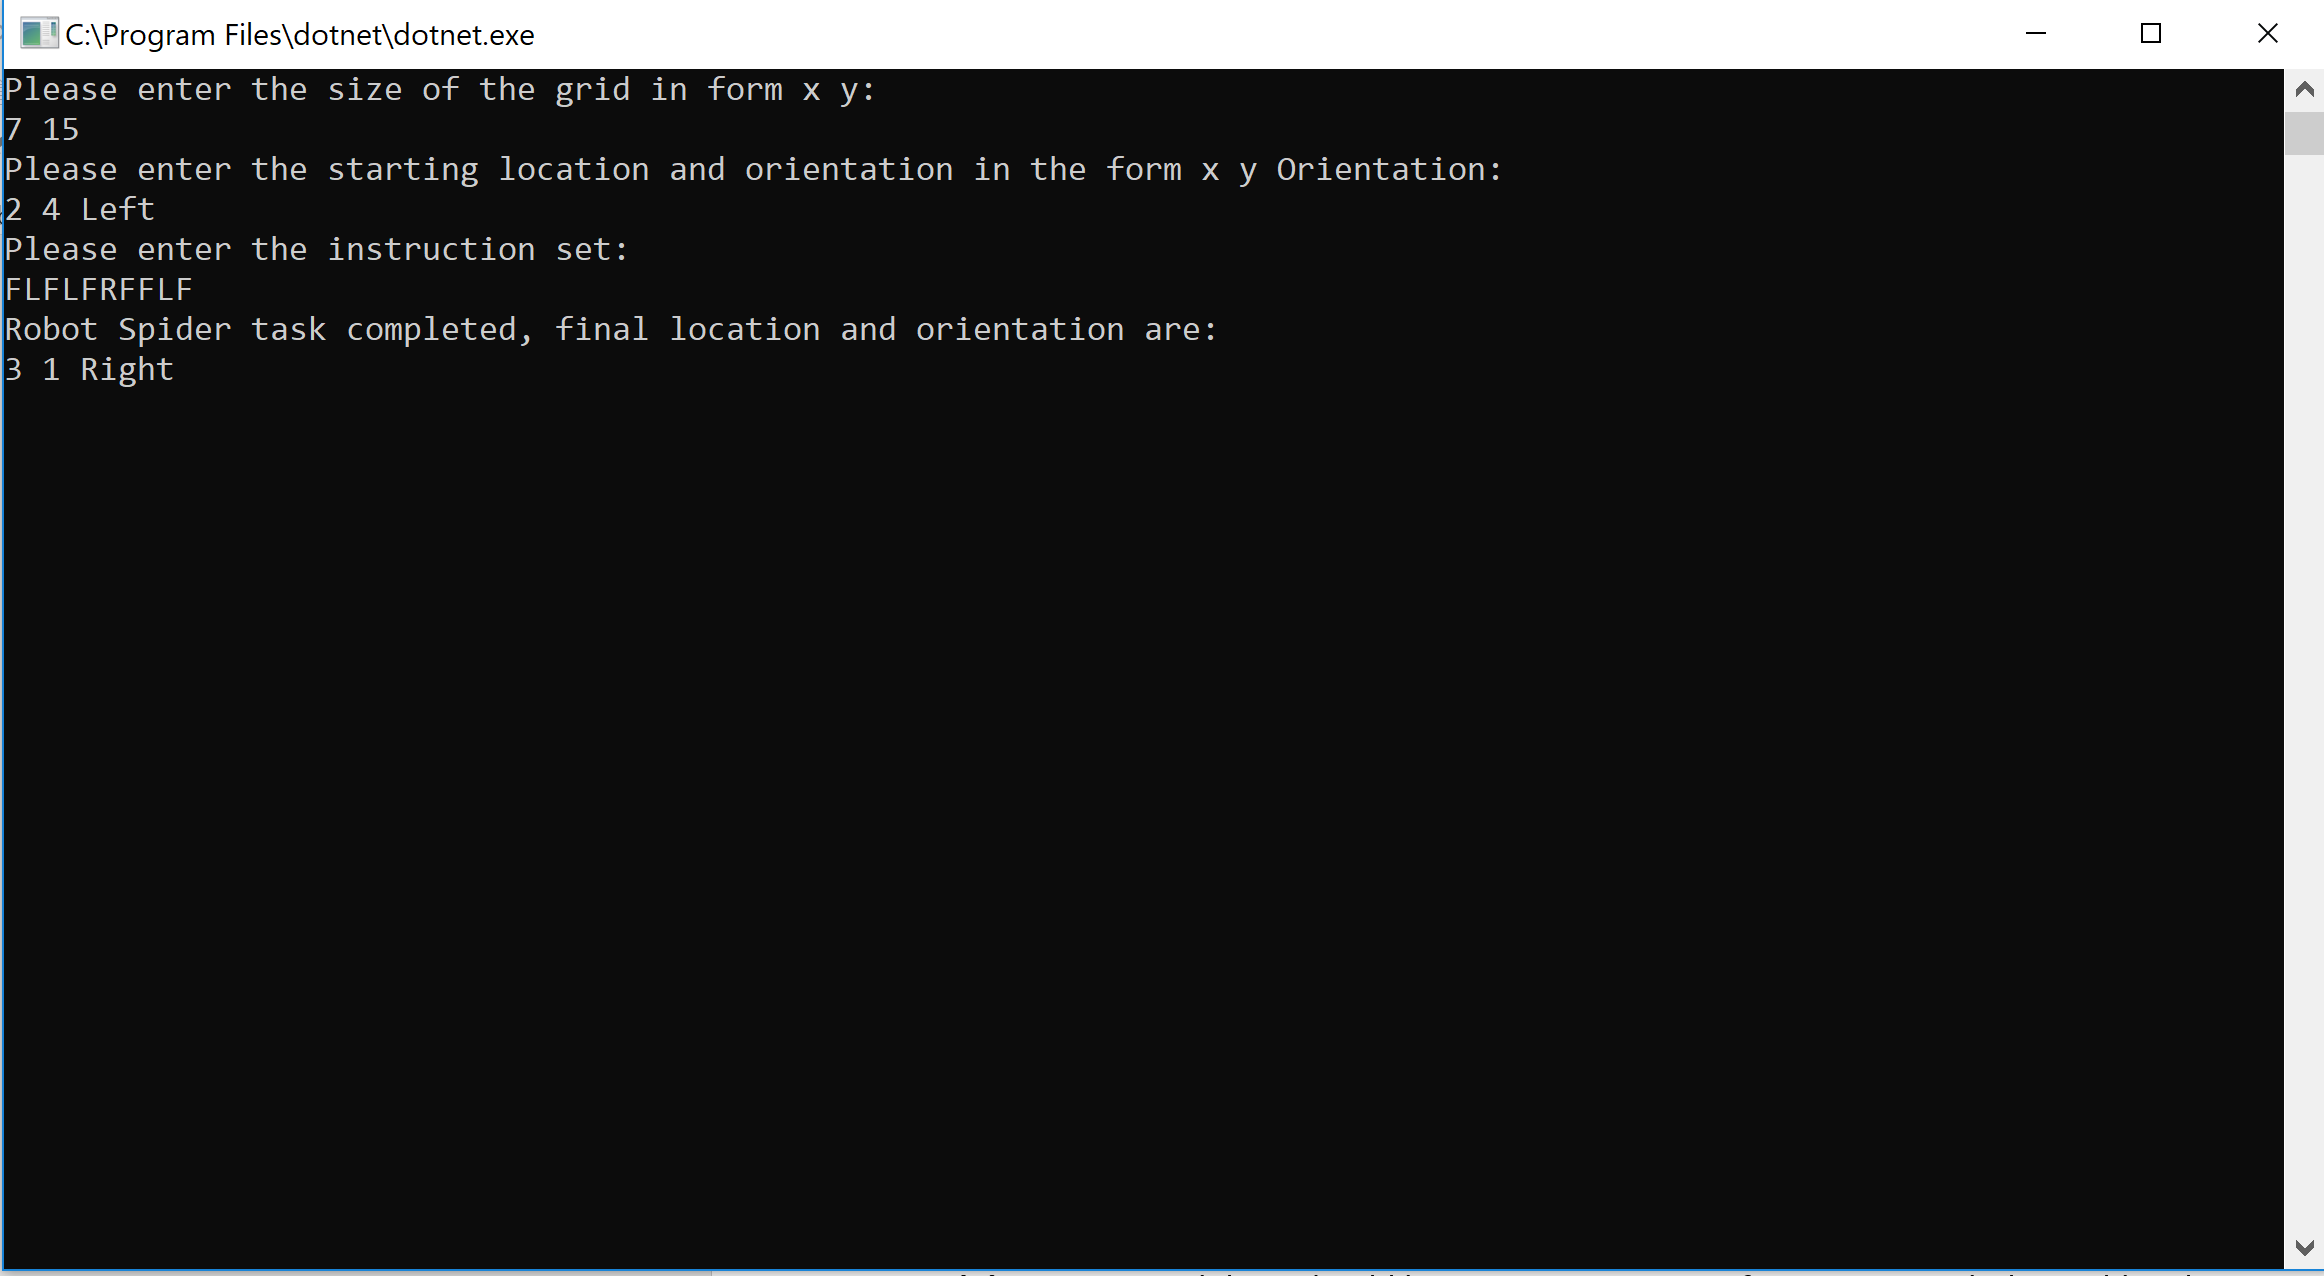 C:\Program Files\dotnet\dotnet.exe
Please enter the size of the grid in form x y:
7 15
Please enter the starting location and orientation in the form x y Orientation:
2 4 Left
Please enter the instruction set:
FLFLFRFFLF
Robot Spider task completed, final location and orientation are:
3 1 Right